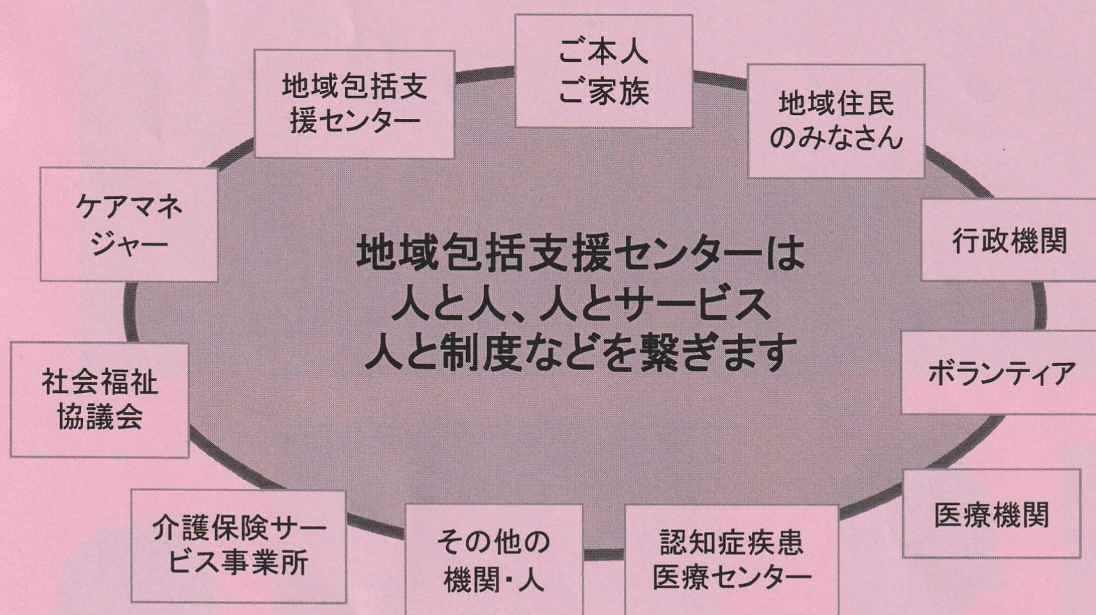 ご本人
ご家族
地域包括支
援センター
地域住民
のみなさん
ケアマネ
ジャー
行政機関
地域包括支援センターは
人と人、人とサービス
人と制度などを繋ぎます
社会福祉
協議会
ボランティア
介護保険サー
ビス事業所
その他の
機関・人
認知症疾患
医療センター
医療機関